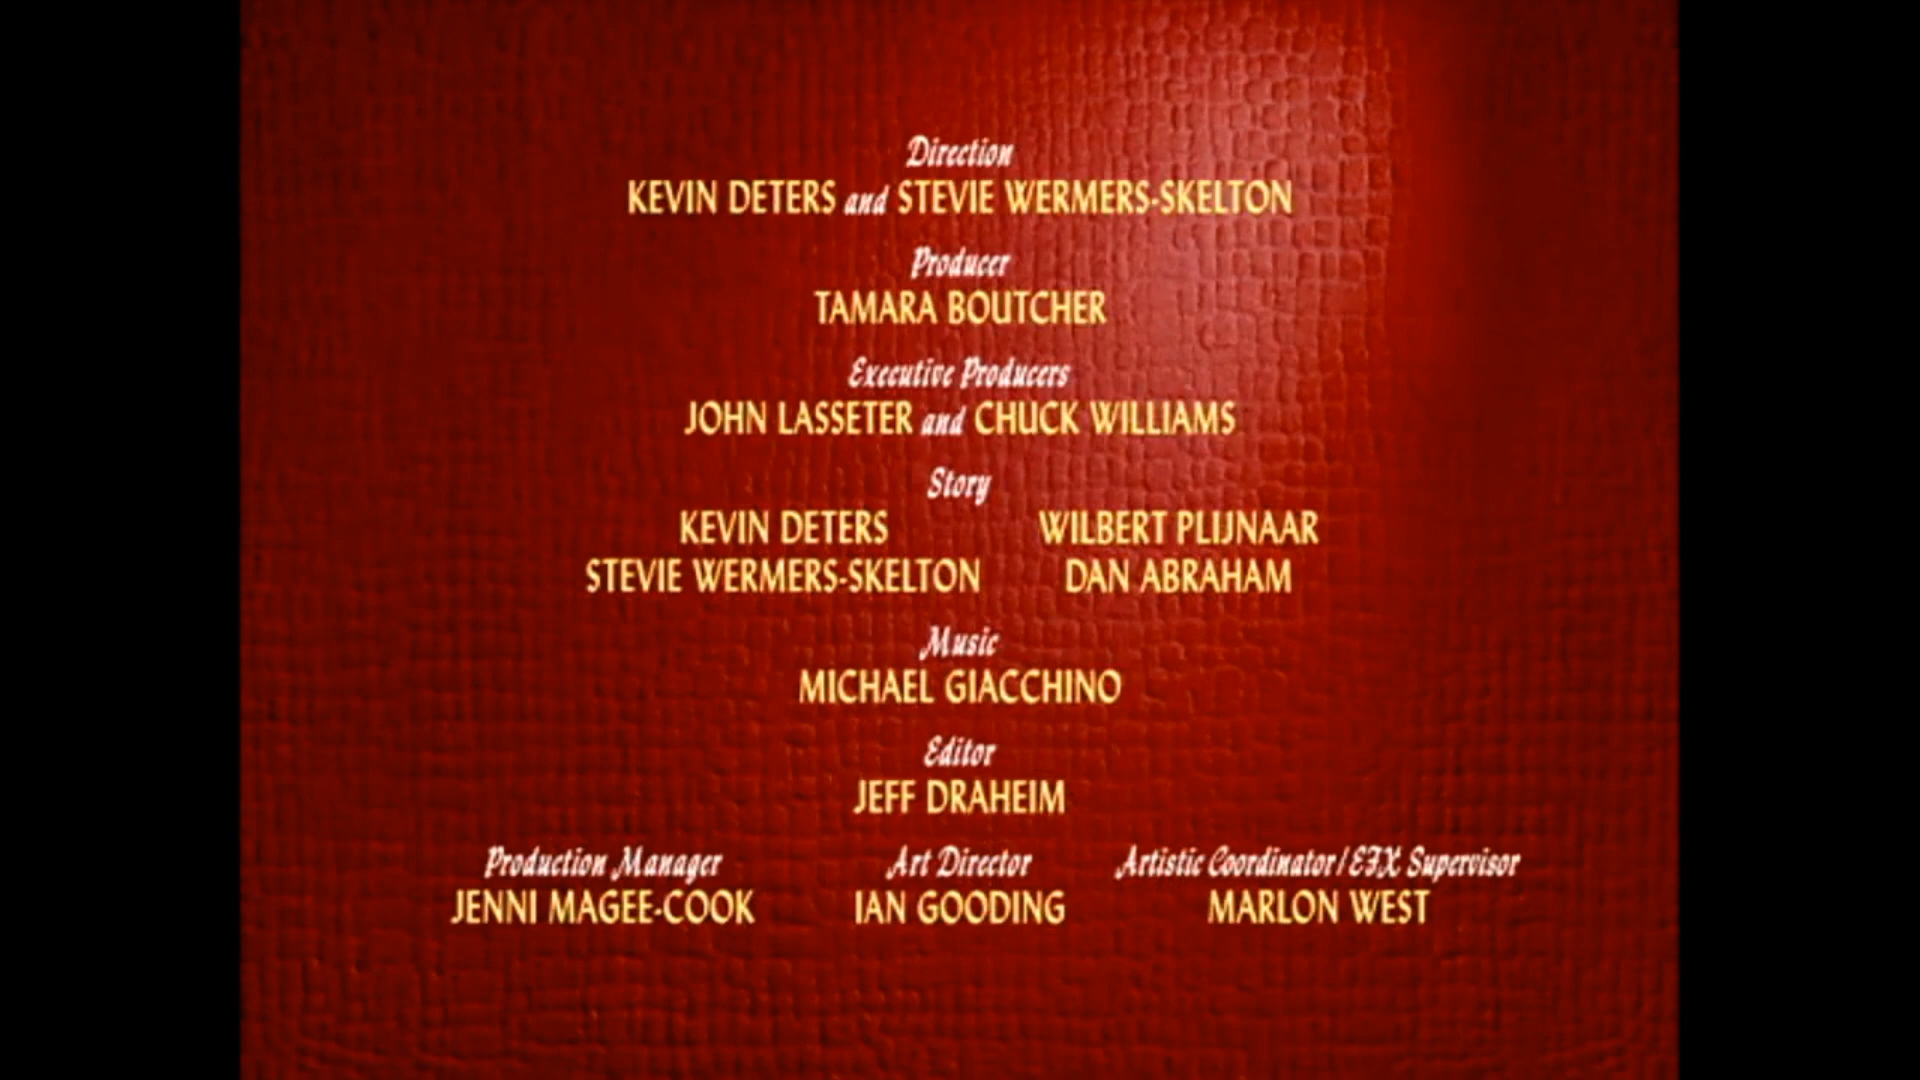 Direction
KEVIN DETERS and STEVIE WERMERS-SKELTON
Producer
TAMARA BOUTCHER
Executive Producers
JOHN LASSETER and CHUCK WILLIAMS
Story
KEVIN DETERS WILBERT PLIJNAAR
STEVIE WERMERS-SKELTON DAN ABRAHAM
Music
MICHAEL GIACCHINO
Editor
JEFF DRAHEIM
Production Manager Art Director Artistic Coordinator/EFX Supervisor
JENNI MAGEE-COOK IAN GOODING MARLON WEST